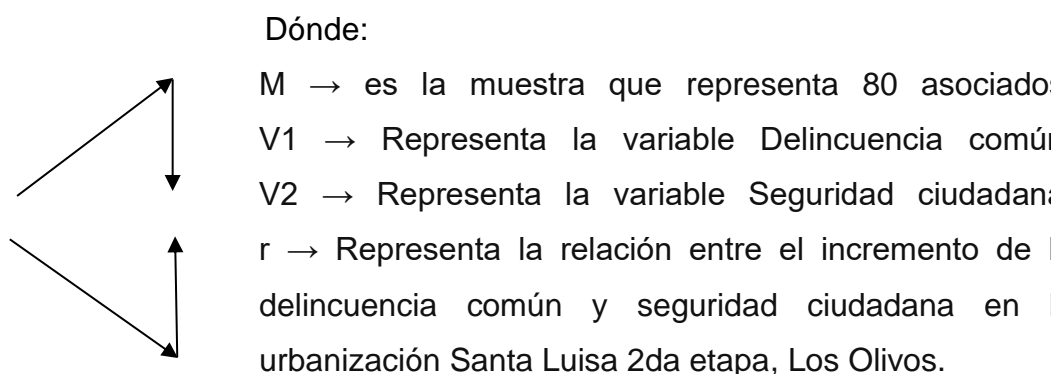 Dónde:
M → es la muestra que representa 80 asociados
V1 → Representa la variable Delincuencia común
V2 → Representa la variable Seguridad ciudadana
r → Representa la relación entre el incremento de l
delincuencia común y seguridad ciudadana en l
urbanización Santa Luisa 2da etapa, Los Olivos.